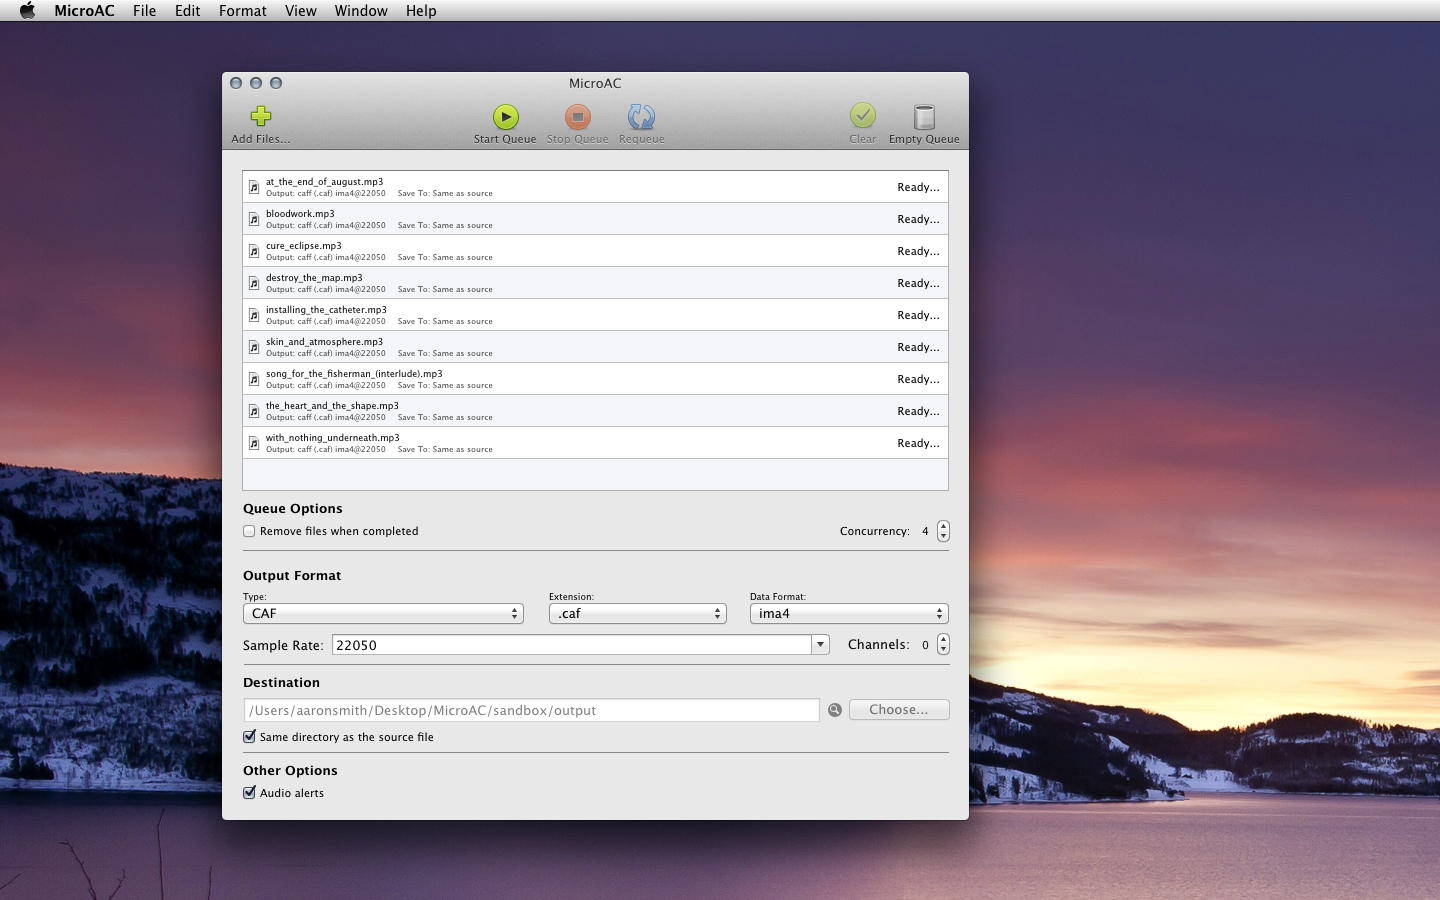 MicroAC File Edit Format View Window Help
MicroAC
Add Files... Start Queue Stop Queue Requeue Clear Empty Queue
at_the_end_of_august.mp3
Output: caff (.caf) ima4@22050 Save To: Same as source
Ready...
bloodwork.mp3
Output: caff (.caf) ima4@22050 Save To: Same as source
Ready...
cure_eclipse.mp3
Output: caff (.caf) ima4@22050 Save To: Same as source
Ready...
destroy_the_map.mp3
Output: caff (.caf) ima4@22050 Save To: Same as source
Ready...
installing_the_catheter.mp3
Output: caff (.caf) ima4@22050 Save To: Same as source
Ready...
skin_and_atmosphere.mp3
Output: caff (.caf) ima4@22050 Save To: Same as source
Ready...
song_for_the_fisherman_(interlude).mp3
Output: caff (.caf) ima4@22050 Save To: Same as source
Ready...
the_heart_and_the_shape.mp3
Output: caff (.caf) ima4@22050 Save To: Same as source
Ready...
with_nothing_underneath.mp3
Output: caff (.caf) ima4@22050 Save To: Same as source
Ready...
Queue Options
Remove files when completed Concurrency: 4
Output Format
Type: Extension: Data Format:
CAF .caf ima4
Sample Rate: 22050 Channels: 0
Destination
/Users/aaronsmith/Desktop/MicroAC/sandbox/output Choose...
Same directory as the source file
Other Options
Audio alerts